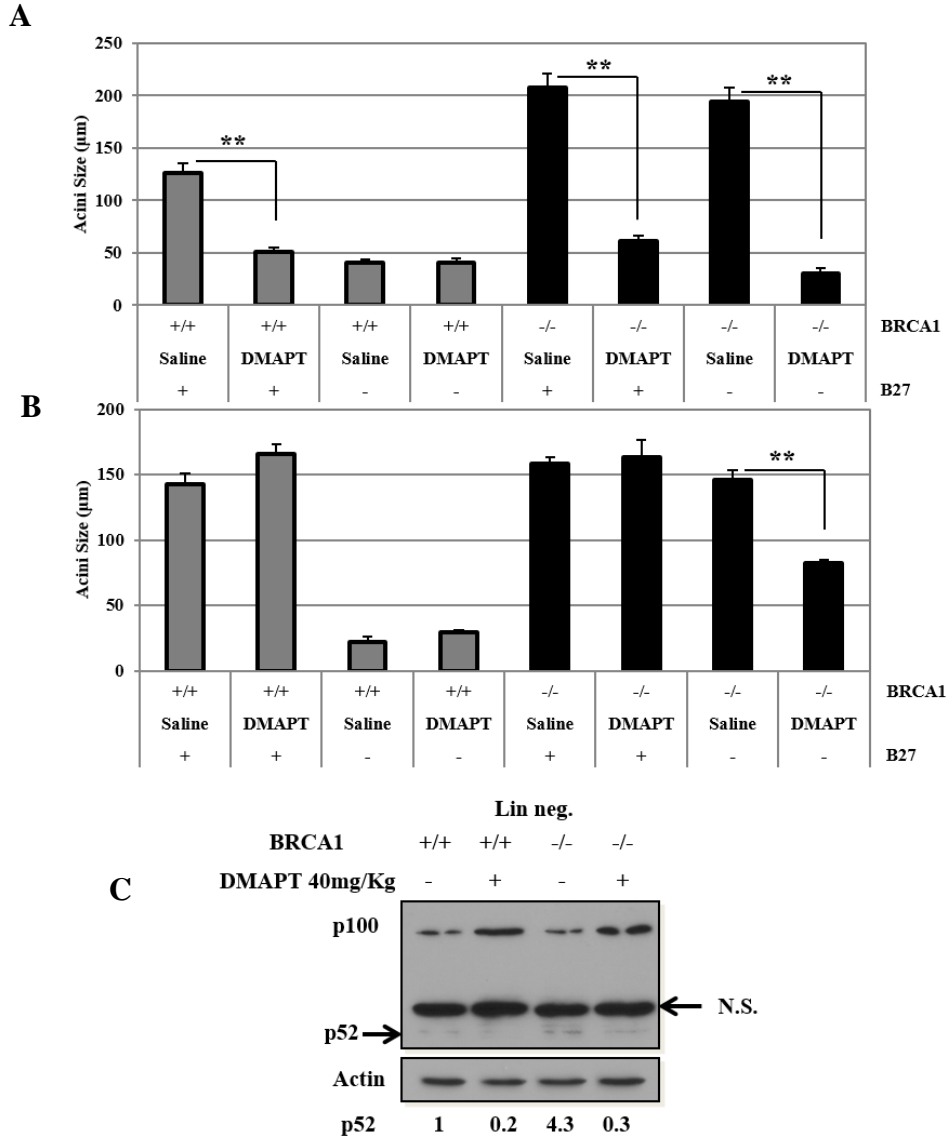 A
250
200
150
100
50
0
Acini Size (µm)
** ** **
+/+ +/+ +/+ +/+ -/- -/- -/- -/- BRCA1
Saline DMAPT Saline DMAPT Saline DMAPT Saline DMAPT
+ + - - + + - - B27
B
200
150
100
50
0
Acini Size (µm)
**
+/+ +/+ +/+ +/+ -/- -/- -/- -/- BRCA1
Saline DMAPT Saline DMAPT Saline DMAPT Saline DMAPT
+ + - - + + - - B27
Lin neg.
BRCA1 +/+ +/+ -/- -/-
DMAPT 40mg/Kg - + - +
C
p100
N.S.
p52
Actin
p52 1 0.2 4.3 0.3